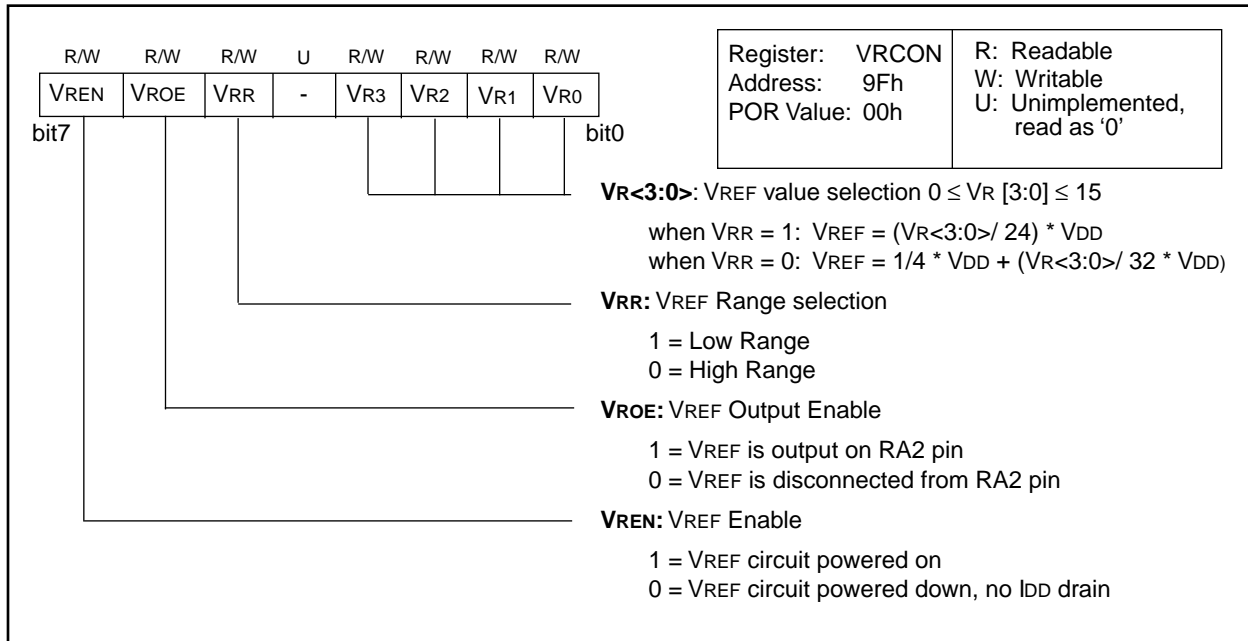 R/W R/W R/W U R/W R/W R/W R/W
VREN VROE VRR - VR3 VR2 VR1 VR0
bit7 bit0
Register: VRCON
Address: 9Fh
POR Value: 00h
R: Readable
W: Writable
U: Unimplemented,
read as ‘0’
VR<3:0>: VREF value selection 0 ≤ VR [3:0] ≤ 15
when VRR = 1: VREF = (VR<3:0>/ 24) * VDD
when VRR = 0: VREF = 1/4 * VDD + (VR<3:0>/ 32 * VDD)
VRR: VREF Range selection
1 = Low Range
0 = High Range
VROE: VREF Output Enable
1 = VREF is output on RA2 pin
0 = VREF is disconnected from RA2 pin
VREN: VREF Enable
1 = VREF circuit powered on
0 = VREF circuit powered down, no IDD drain